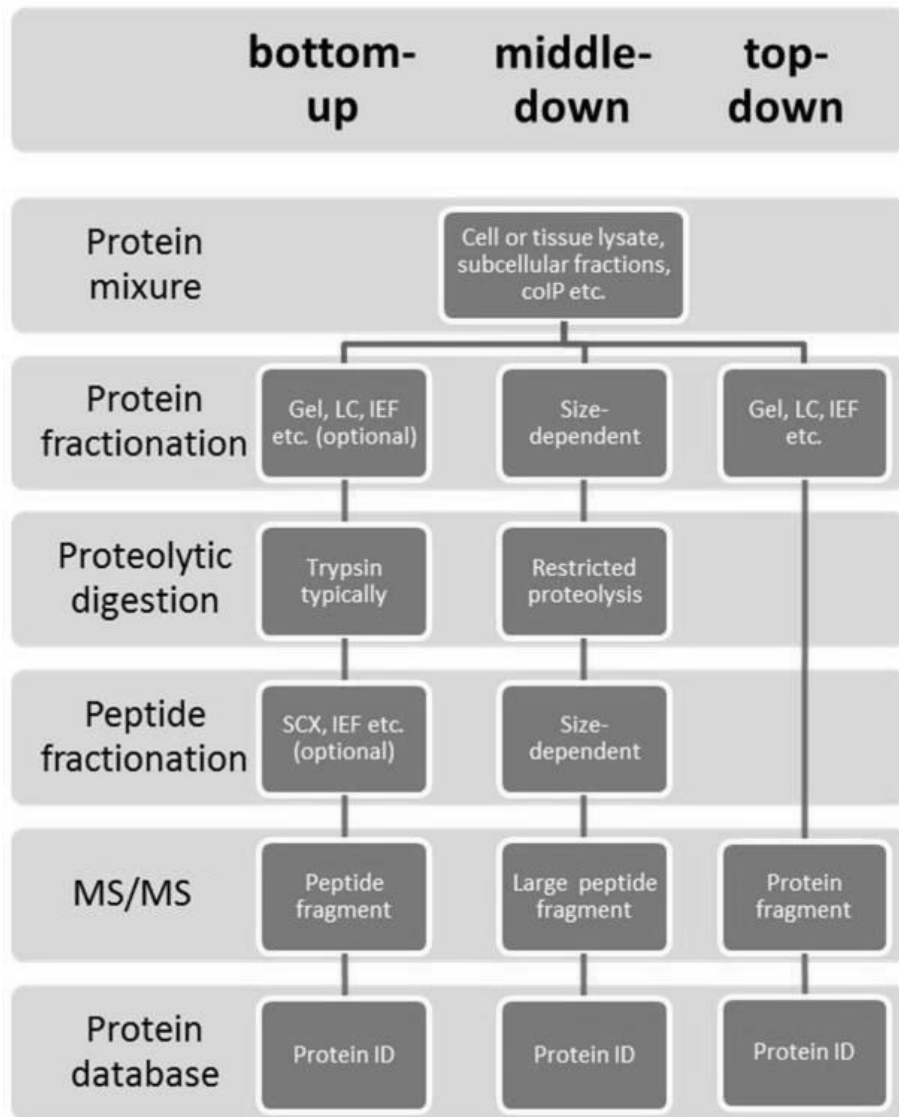 bottom-
up
middle-
down
top-
down
Protein
mixure
Cell or tissue lysate,
subcellular fractions,
coIP etc.
Protein
fractionation
Gel, LC, IEF
etc. (optional)
Size-
dependent
Gel, LC, IEF
etc.
Proteolytic
digestion
Trypsin
typically
Restricted
proteolysis
Peptide
fractionation
SCX, IEF etc.
(optional)
Size-
dependent
MS/MS
Peptide
fragment
Large peptide
fragment
Protein
fragment
Protein
database
Protein ID
Protein ID
Protein ID